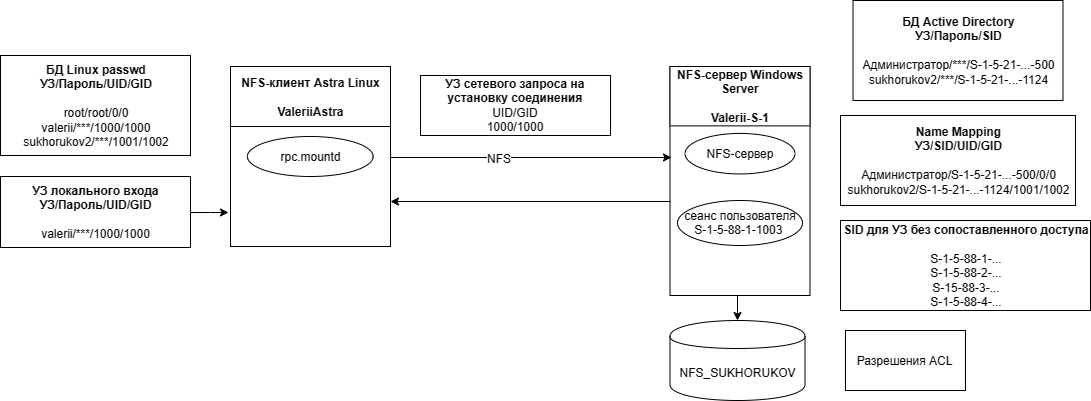 БД Linux passwd
УЗ/Пароль/UID/GID
root/root/0/0
valerii/***/1000/1000
sukhorukov2/***/1001/1002
УЗ локального входа
УЗ/Пароль/UID/GID
valerii/***/1000/1000
NFS-клиент Astra Linux
ValeriiAstra
rpc.mountd
УЗ сетевого запроса на
установку соединения
UID/GID
1000/1000
NFS
NFS-сервер Windows
Server
Valerii-S-1
NFS-сервер
сеанс пользователя
S-1-5-88-1-1003
NFS_SUKHORUKOV
БД Active Directory
УЗ/Пароль/SID
Администратор/***/S-1-5-21-...-500
sukhorukov2/***/S-1-5-21-...-1124
Name Mapping
УЗ/SID/UID/GID
Администратор/S-1-5-21-...-500/0/0
sukhorukov2/S-1-5-21-...-1124/1001/1002
SID для УЗ без сопоставленного доступа
S-1-5-88-1-...
S-1-5-88-2-...
S-15-88-3-...
S-1-5-88-4-...
Разрешения ACL